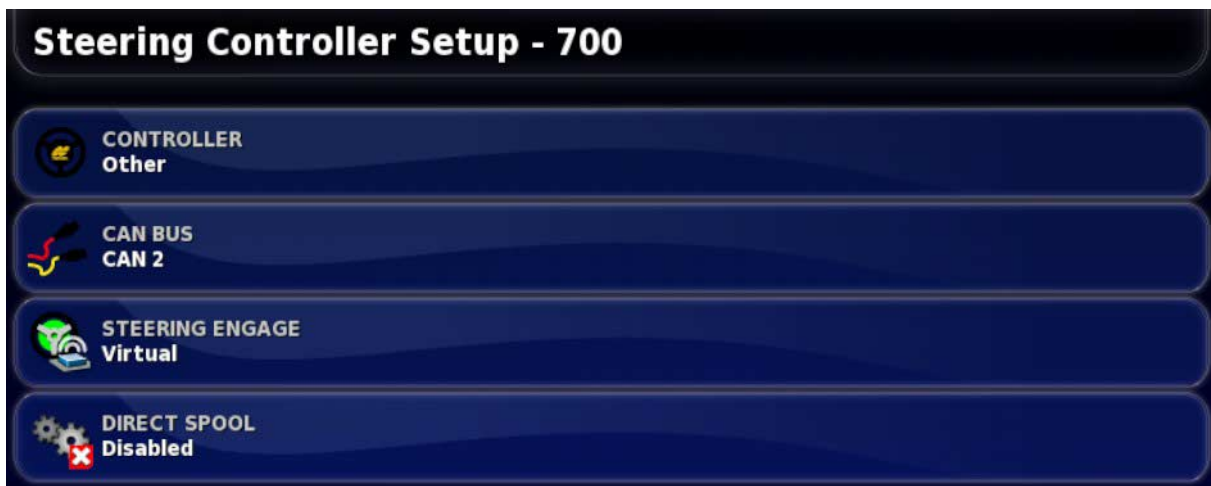 Steering Controller Setup - 700
CONTROLLER
Other
CAN BUS
CAN 2
STEERING ENGAGE
Virtual
DIRECT SPOOL
Disabled